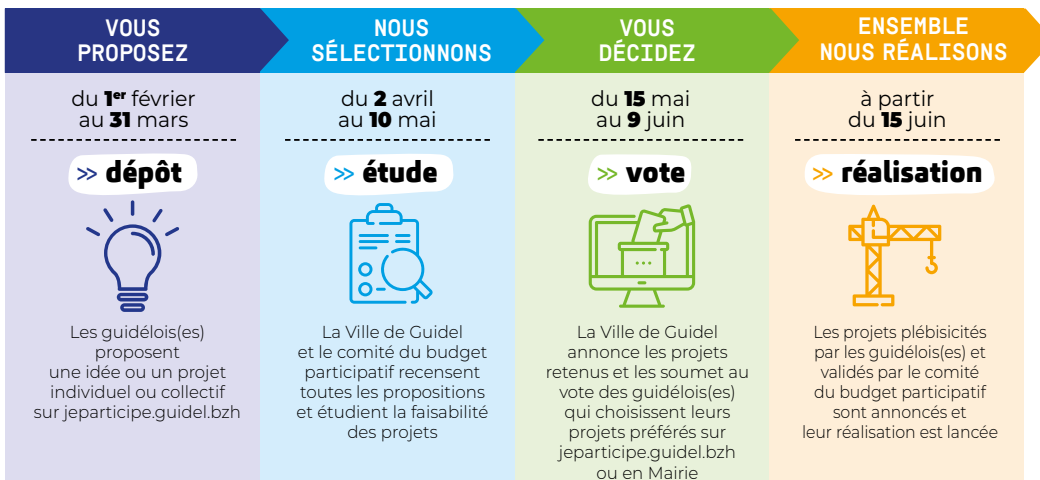 VOUS
PROPOSEZ
du 1er février
au 31 mars
>> dépôt
Les guidélois(es)
proposent
une idée ou un projet
individuel ou collectif
sur jeparticipe.guidel.bzh
NOUS
SÉLECTIONNONS
du 2 avril
au 10 mai
>> étude
La Ville de Guidel
et le comité du budget
participatif recensent
toutes les propositions
et étudient la faisabilité
des projets
VOUS
DÉCIDEZ
du 15 mai
au 9 juin
>> vote
La Ville de Guidel
annonce les projets
retenus et les soumet au
vote des guidélois(es)
qui choisissent leurs
projets préférés sur
jeparticipe.guidel.bzh
ou en Mairie
ENSEMBLE
NOUS RÉALISONS
à partir
du 15 juin
>> réalisation
Les projets plébisicités
par les guidélois(es) et
validés par le comité
du budget participatif
sont annoncés et
leur réalisation est lancée